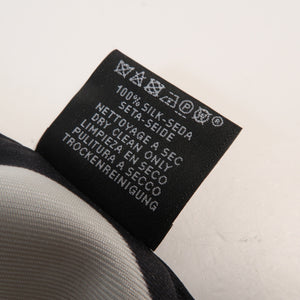 100% SILK-SEDA
SETA-SEIDE
NETTOYAGE A SEC
DRY CLEAN ONLY
LIMPIEZA EN SECO
PULITURA A SECCO
TROCKENREINIGUNG